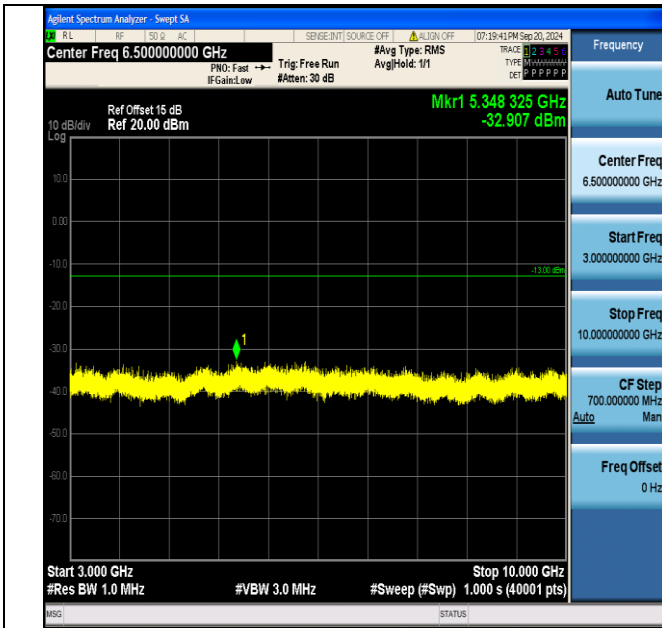 Agilent Spectrum Analyzer - Swept SA
RL RF 50 Ω AC SENSE:INT SOURCE OFF ALIGN OFF 07:19:41 PM Sep 20, 2024
Center Freq 6.500000000 GHz
PNO: Fast
IFGain:Low
Trig: Free Run
#Atten: 30 dB
#Avg Type: RMS
Avg|Hold: 1/1
TRACE 1 2 3 4 5 6
TYPE
DET P P P P P P
Frequency
Mkr1 5.348 325 GHz
-32.907 dBm
Ref Offset 15 dB
10 dB/div Ref 20.00 dBm
Log
10.0
0.00
-10.0
-13.00 dBm
-20.0
-30.0
1
-40.0
-50.0
-60.0
-70.0
Start 3.000 GHz Stop 10.000 GHz
#Res BW 1.0 MHz #VBW 3.0 MHz #Sweep (#Swp) 1.000 s (40001 pts)
MSG STATUS
Auto Tune
Center Freq
6.500000000 GHz
Start Freq
3.000000000 GHz
Stop Freq
10.000000000 GHz
CF Step
700.000000 MHz
Auto Man
Freq Offset
0 Hz